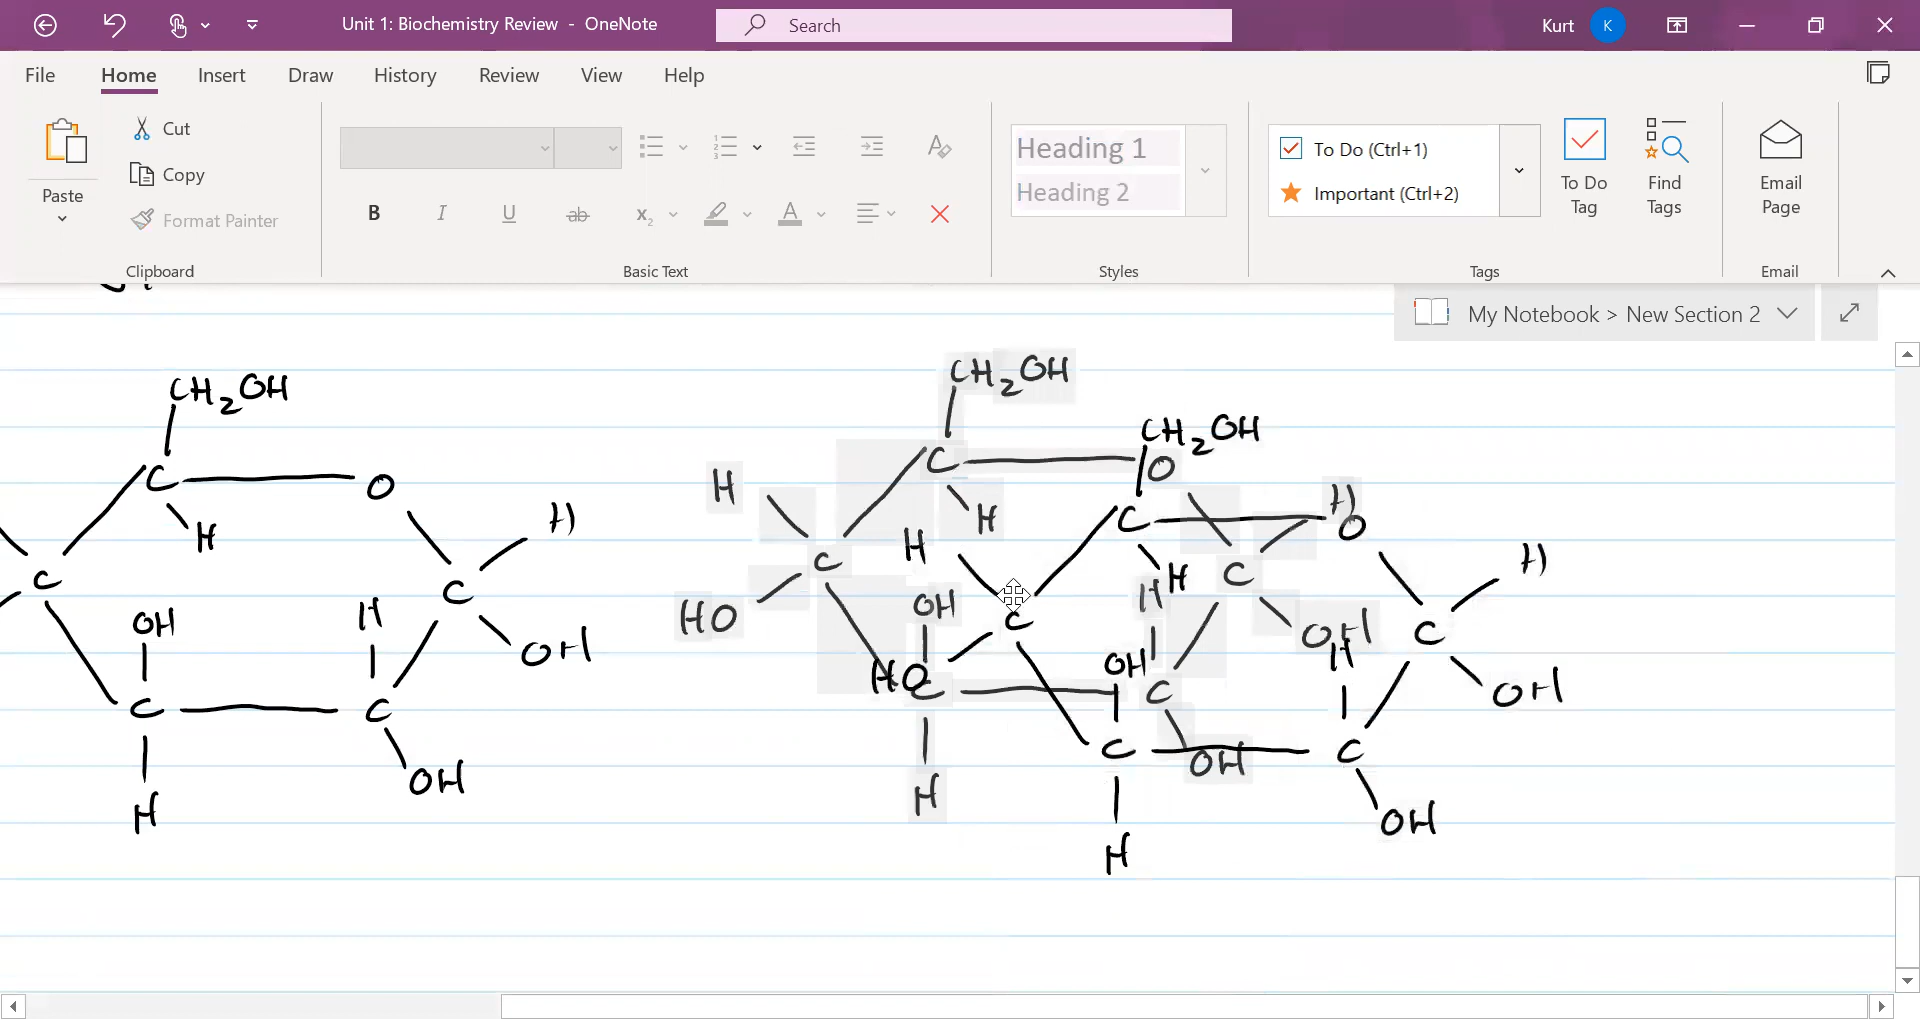 Unit 1: Biochemistry Review - OneNote
Search
Kurt
K
File Home Insert Draw History Review View Help
Paste
Cut
Copy
Format Painter
Clipboard
B I U ab x₂ A
Basic Text
Heading 1
Heading 2
Styles
To Do (Ctrl+1)
Important (Ctrl+2)
To Do Tag
Find Tags
Tags
Email Page
Email
My Notebook > New Section 2
CH₂OH
C O
H H
C C
OH H OH
C C
H OH
CH₂OH
C O
H H H
C C
HO OH H OH
C C
H OH
CH₂OH
C O
H H H
C C
HO OH H OH
C C
H OH